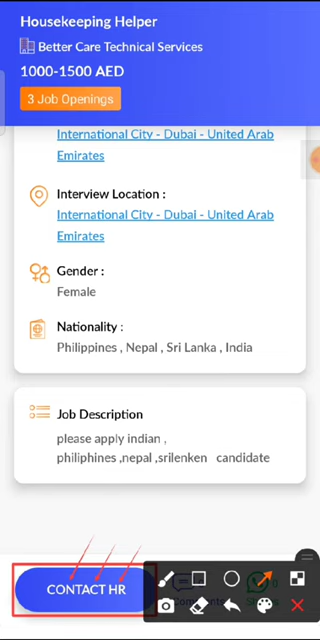 Housekeeping Helper
Better Care Technical Services
1000-1500 AED
3 Job Openings
International City - Dubai - United Arab
Emirates
Interview Location :
International City - Dubai - United Arab
Emirates
Gender :
Female
Nationality :
Philippines , Nepal , Sri Lanka , India
Job Description
please apply indian ,
philiphines ,nepal ,srilenken candidate
CONTACT HR